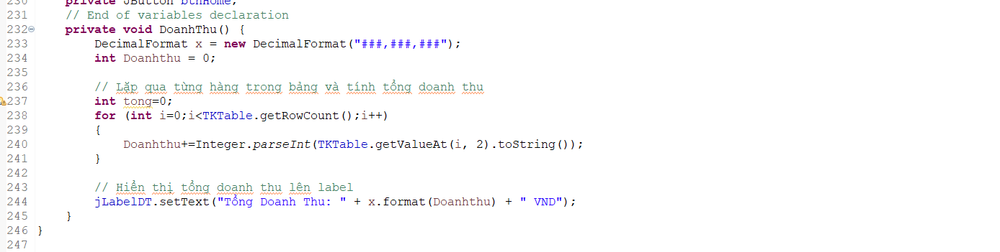 230     private JButton btnHome;
231     // End of variables declaration
232     private void DoanhThu() {
233         DecimalFormat x = new DecimalFormat("###,###,###");
234         int Doanhthu = 0;
235
236         // Lặp qua từng hàng trong bảng và tính tổng doanh thu
237         int tong=0;
238         for (int i=0;i<TKTable.getRowCount();i++)
239         {
240             Doanhthu+=Integer.parseInt(TKTable.getValueAt(i, 2).toString());
241         }
242
243         // Hiển thị tổng doanh thu lên label
244         jLabelDT.setText("Tổng Doanh Thu: " + x.format(Doanhthu) + " VND");
245     }
246 }
247